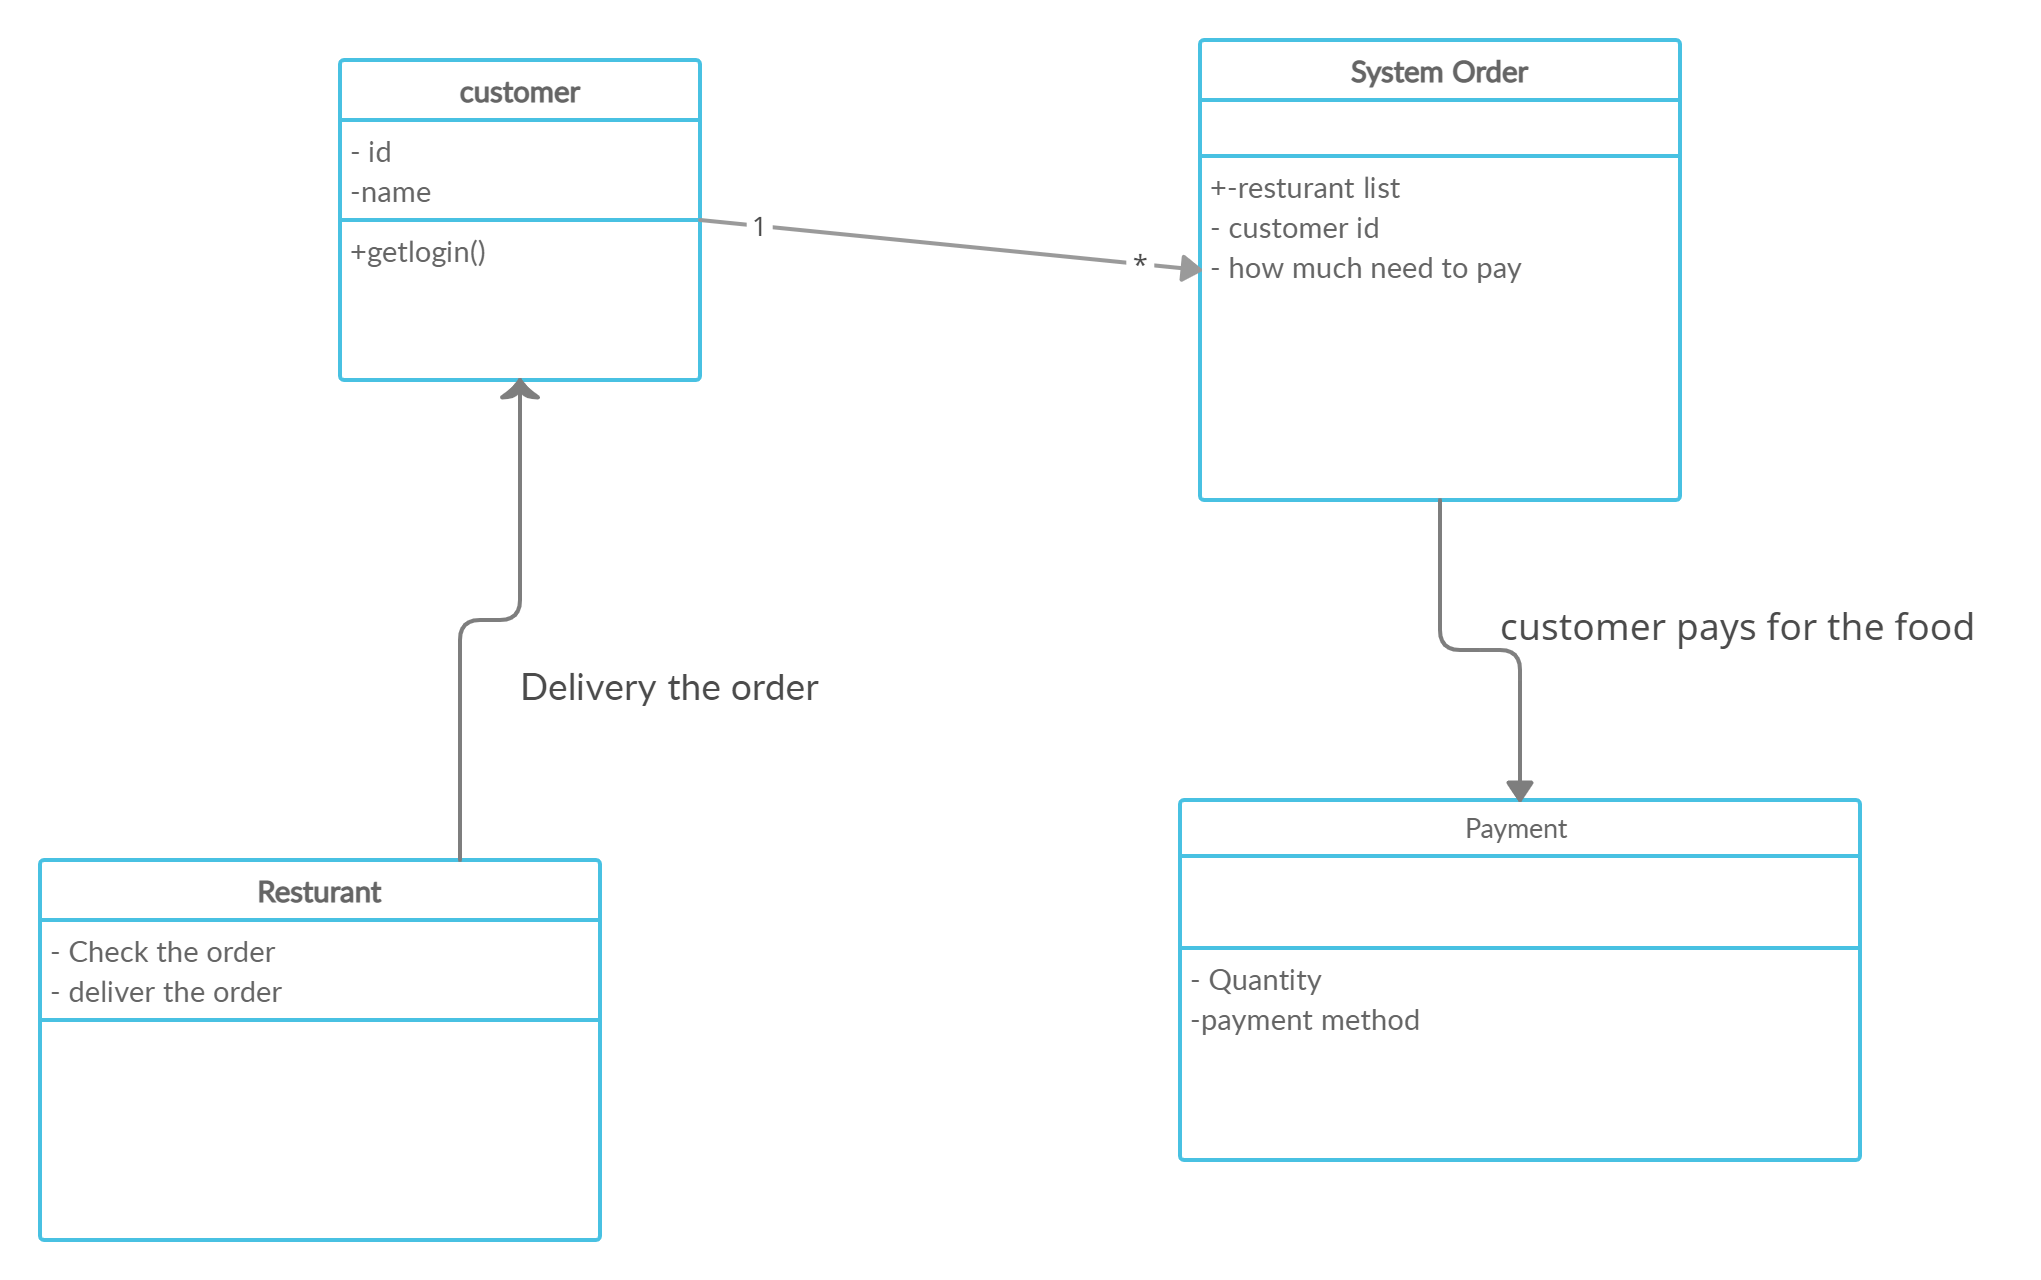 customer
- id
-name
+getlogin()
1
*
System Order
+-resturant list
- customer id
- how much need to pay
customer pays for the food
Delivery the order
Payment
- Quantity
-payment method
Resturant
- Check the order
- deliver the order